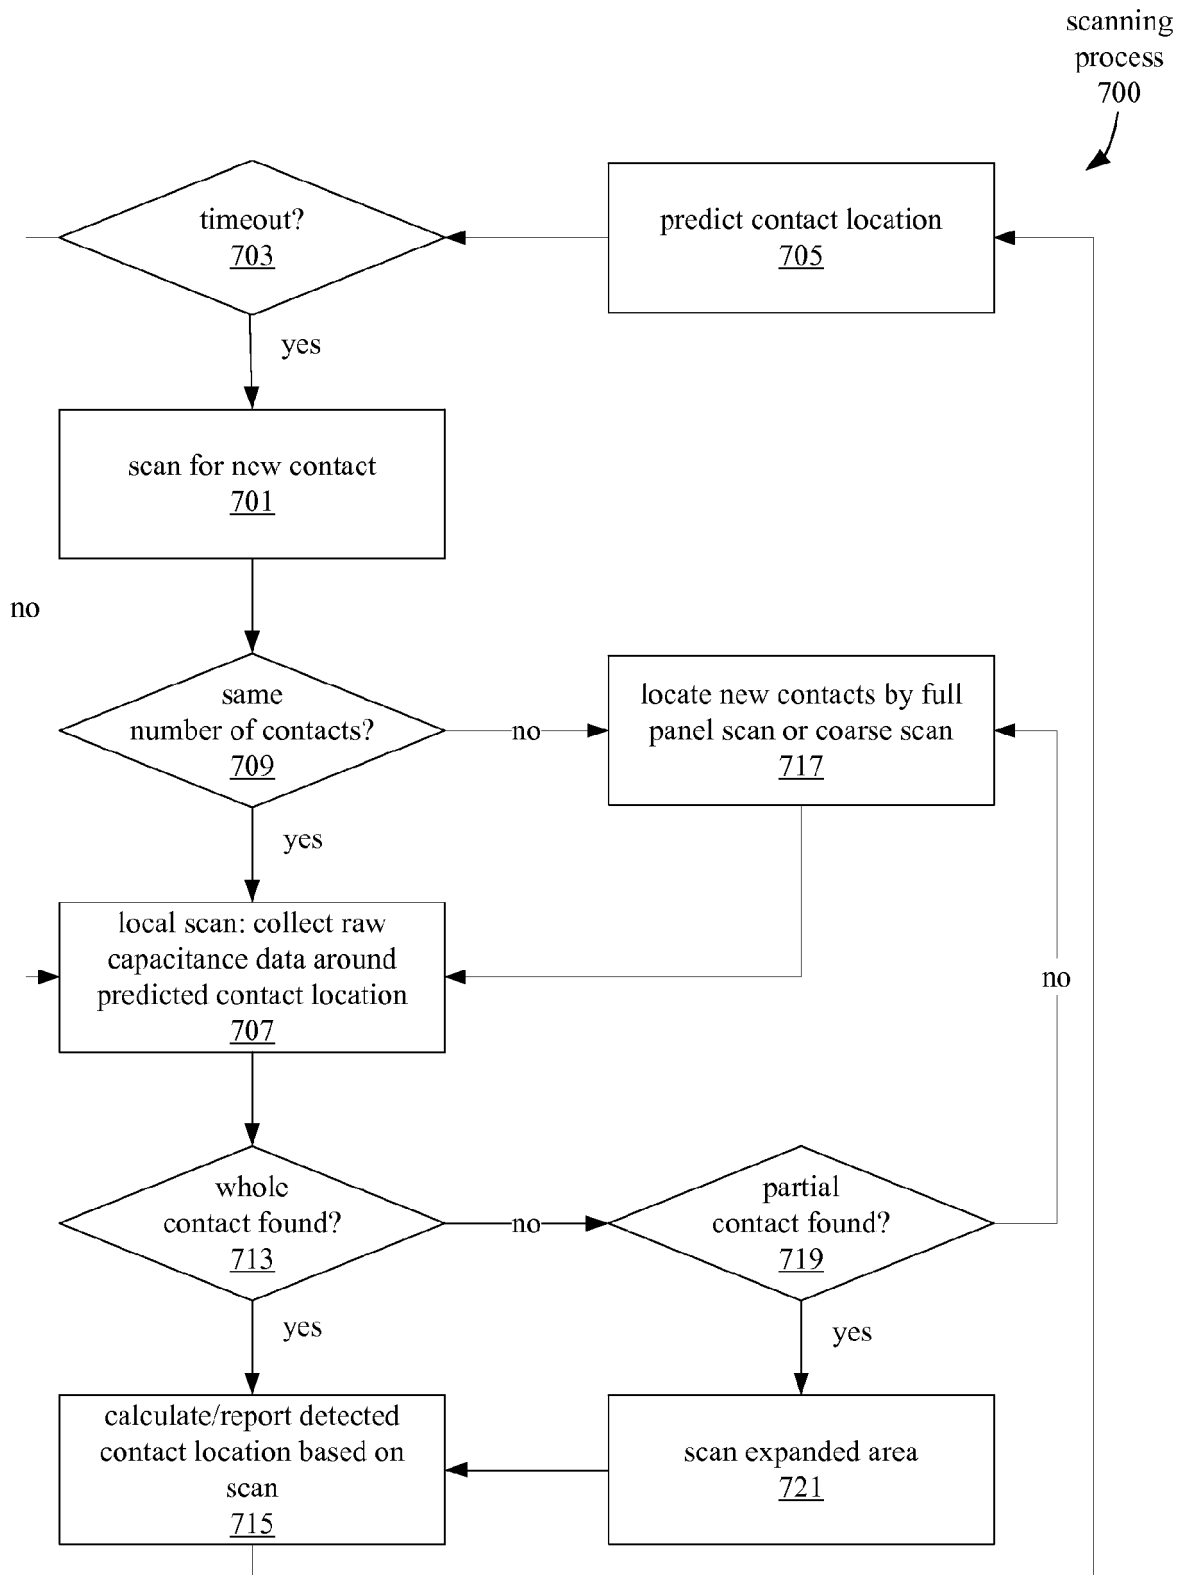 scanning
process
700
timeout?
703
predict contact location
705
yes
scan for new contact
701
no
same
number of contacts?
709
no
locate new contacts by full
panel scan or coarse scan
717
yes
local scan: collect raw
capacitance data around
predicted contact location
707
no
whole
contact found?
713
no
partial
contact found?
719
yes
yes
calculate/report detected
contact location based on
scan
715
scan expanded area
721